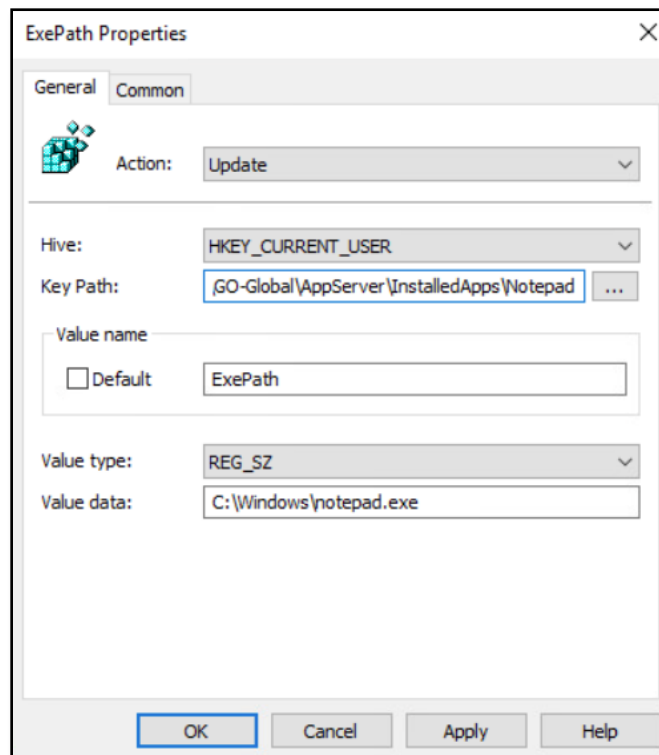 ExePath Properties
General Common
Action: Update
Hive: HKEY_CURRENT_USER
Key Path: GO-Global\AppServer\InstalledApps\Notepad ...
Value name
Default ExePath
Value type: REG_SZ
Value data: C:\Windows\notepad.exe
OK Cancel Apply Help